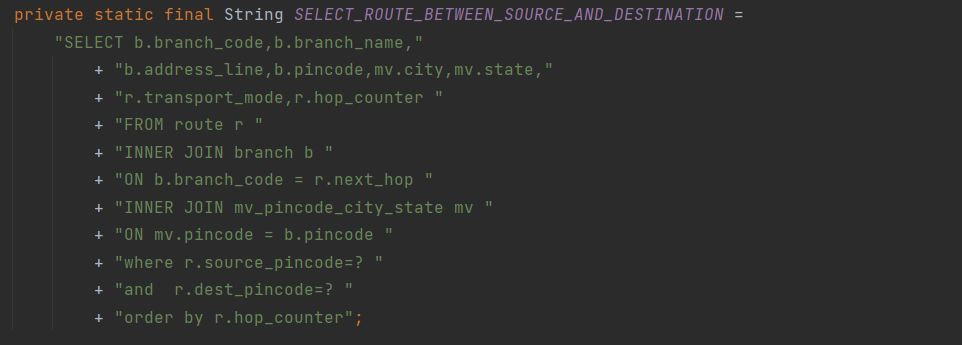 private static final String SELECT_ROUTE_BETWEEN_SOURCE_AND_DESTINATION =
"SELECT b.branch_code,b.branch_name,"
+ "b.address_line,b.pincode,mv.city,mv.state,"
+ "r.transport_mode,r.hop_counter "
+ "FROM route r "
+ "INNER JOIN branch b "
+ "ON b.branch_code = r.next_hop "
+ "INNER JOIN mv_pincode_city_state mv "
+ "ON mv.pincode = b.pincode "
+ "where r.source_pincode=? "
+ "and  r.dest_pincode=? "
+ "order by r.hop_counter";